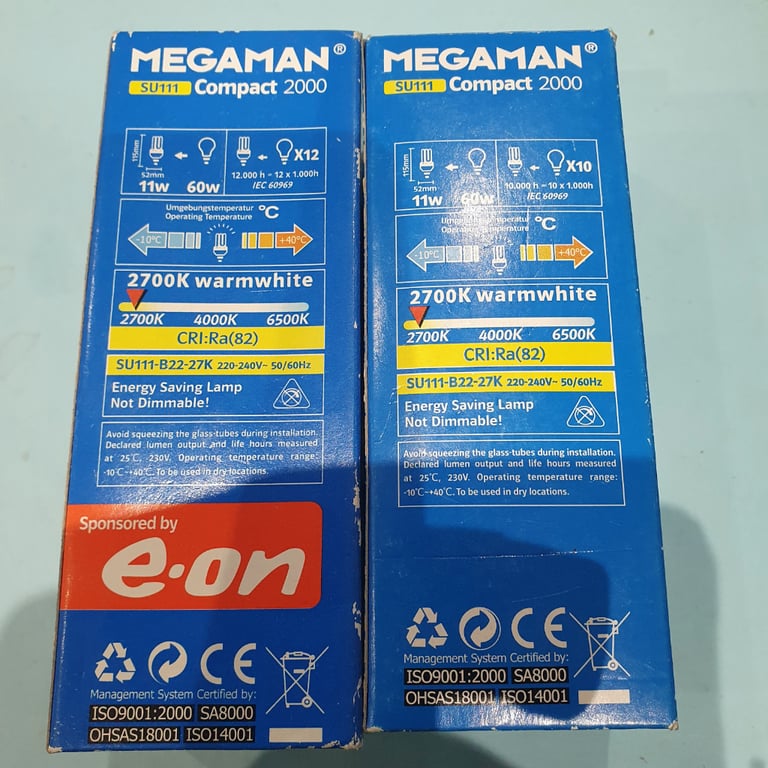 MEGAMAN®
SU111 Compact 2000
115mm
52mm
11w 60w
X12
12.000 h = 12 x 1.000h
IEC 60969
Umgebungstemperatur °C
Operating Temperature
-10°C +40°C
2700K warmwhite
2700K 4000K 6500K
CRI:Ra(82)
SU111-B22-27K 220-240V~ 50/60Hz
Energy Saving Lamp
Not Dimmable!
Avoid squeezing the glass-tubes during installation.
Declared lumen output and life hours measured
at 25°C, 230V. Operating temperature range:
-10°C~+40°C. To be used in dry locations.
Sponsored by
e·on
CE
Management System Certified by:
ISO9001:2000 SA8000
OHSAS18001 ISO14001
MEGAMAN®
SU111 Compact 2000
115mm
52mm
11w 60w
X10
10.000 h = 10 x 1.000h
IEC 60969
Umgebungstemperatur °C
Operating Temperature
-10°C +40°C
2700K warmwhite
2700K 4000K 6500K
CRI:Ra(82)
SU111-B22-27K 220-240V~ 50/60Hz
Energy Saving Lamp
Not Dimmable!
Avoid squeezing the glass-tubes during installation.
Declared lumen output and life hours measured
at 25°C, 230V. Operating temperature range:
-10°C~+40°C. To be used in dry locations.
CE
Management System Certified by:
ISO9001:2000 SA8000
OHSAS18001 ISO14001